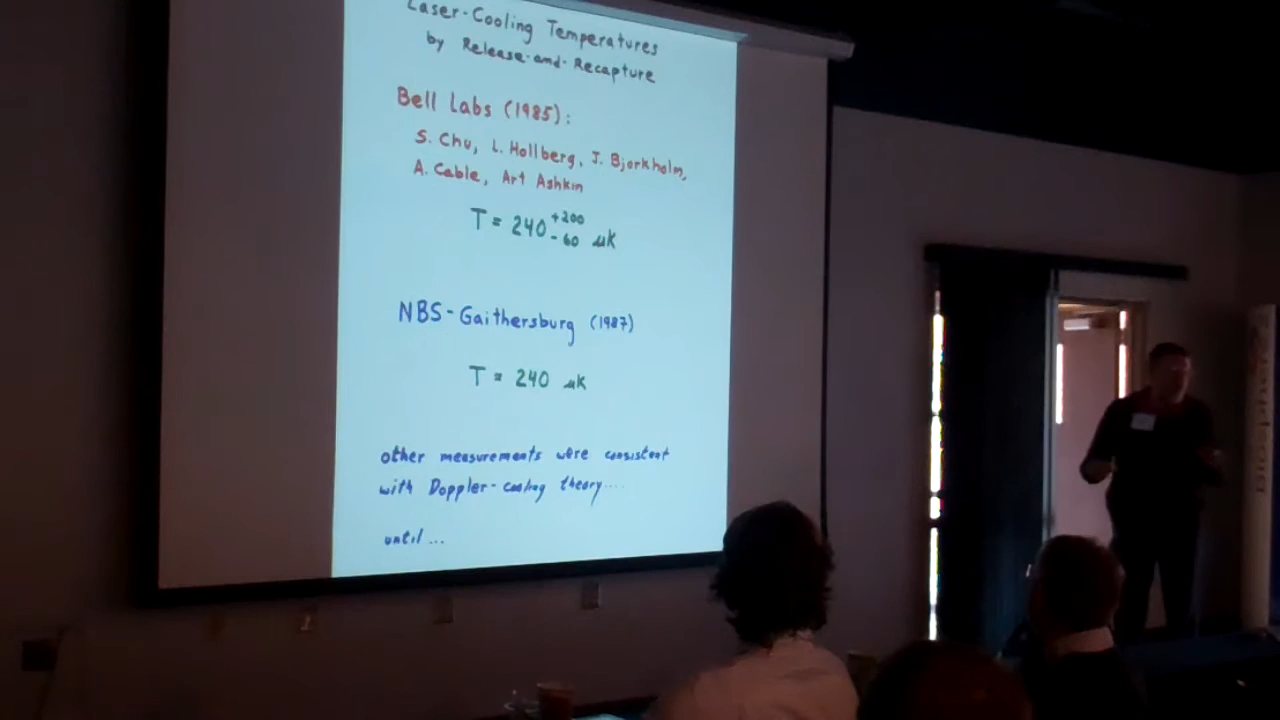 Laser-Cooling Temperatures
by Release-and-Recapture
Bell Labs (1985):
S. Chu, L. Hollberg, J. Bjorkholm,
A. Cable, Art Ashkin
T = 240 +200 -60 µK
NBS-Gaithersburg (1987)
T = 240 µK
other measurements were consistent
with Doppler-cooling theory....
until ...